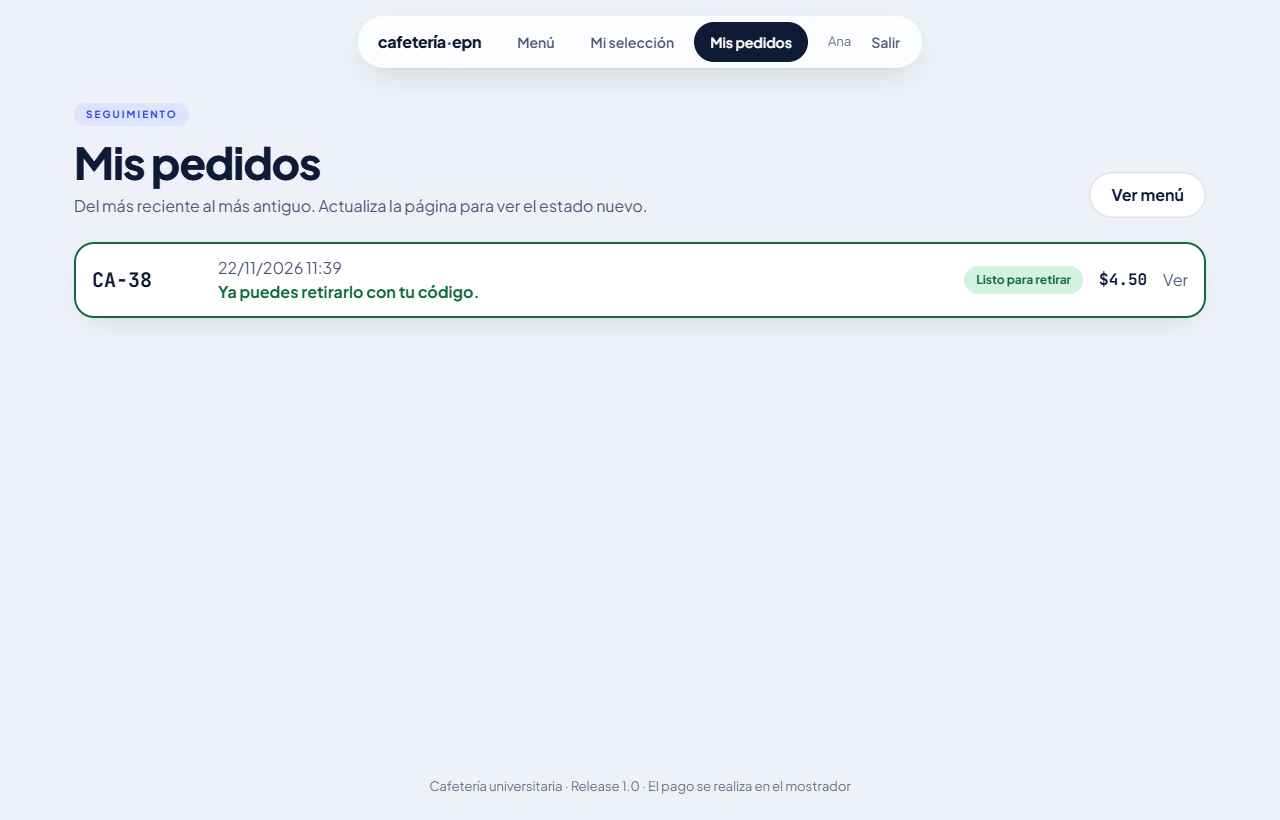 cafetería·epn Menú Mi selección Mis pedidos Ana Salir
SEGUIMIENTO
Mis pedidos
Del más reciente al más antiguo. Actualiza la página para ver el estado nuevo.
Ver menú
CA-38
22/11/2026 11:39
Ya puedes retirarlo con tu código.
Listo para retirar $4.50 Ver
Cafetería universitaria · Release 1.0 · El pago se realiza en el mostrador